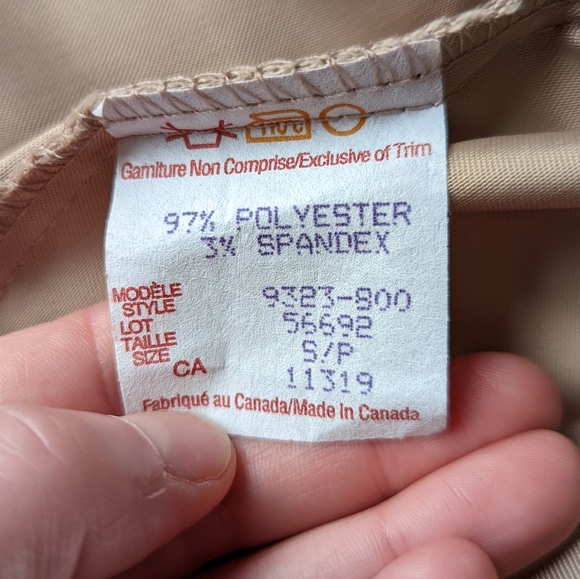 110°C
Garniture Non Comprise/Exclusive of Trim
97% POLYESTER
3% SPANDEX
MODÈLE
STYLE
9323-800
LOT
56692
TAILLE
SIZE
S/P
CA
11319
Fabriqué au Canada/Made In Canada